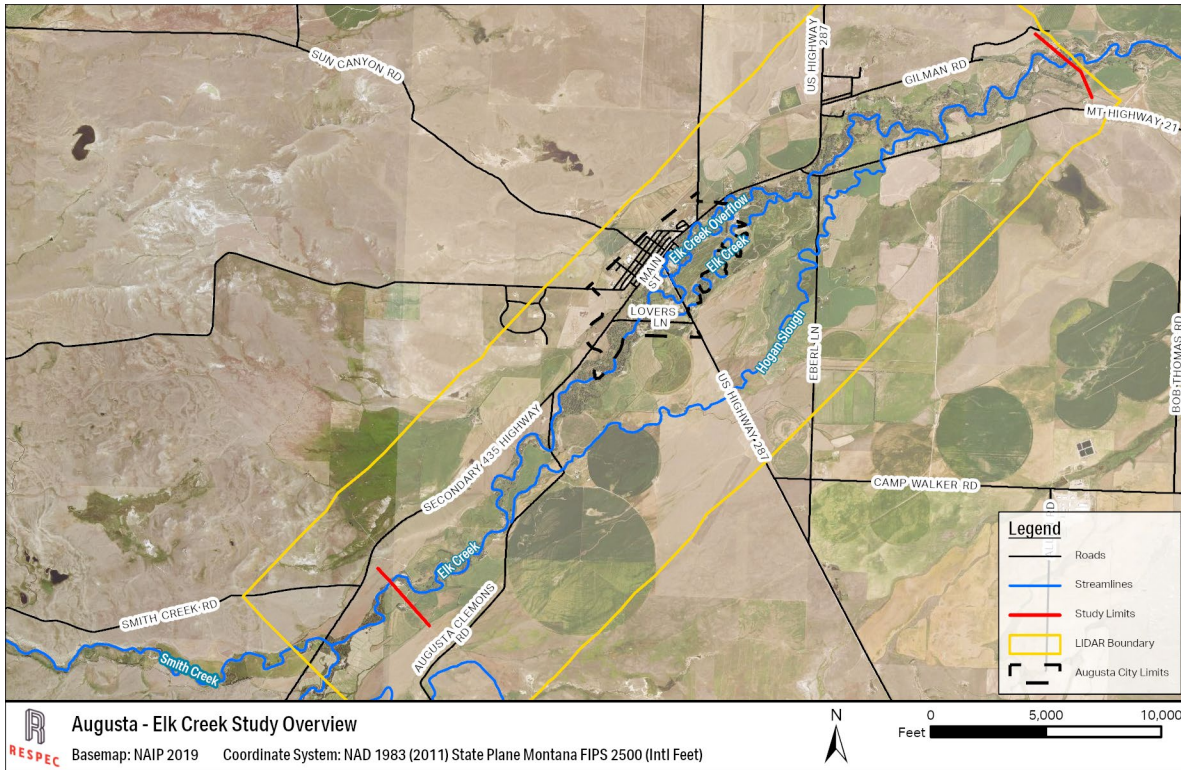 SUN CANYON RD
US HIGHWAY
287
GILMAN RD
MT HIGHWAY 21
Elk Creek Overflow
Elk Creek
MAIN
ST
LOVERS
LN
Hogan Slough
EBERL LN
BOB THOMAS RD
US HIGHWAY 287
SECONDARY 435 HIGHWAY
CAMP WALKER RD
RD
Elk Creek
SMITH CREEK RD
AUGUSTA CLEMONS
RD
Smith Creek
Legend
Roads
Streamlines
Study Limits
LIDAR Boundary
Augusta City Limits
RESPEC
Augusta - Elk Creek Study Overview
Basemap: NAIP 2019 Coordinate System: NAD 1983 (2011) State Plane Montana FIPS 2500 (Intl Feet)
N
0 5,000 10,000
Feet